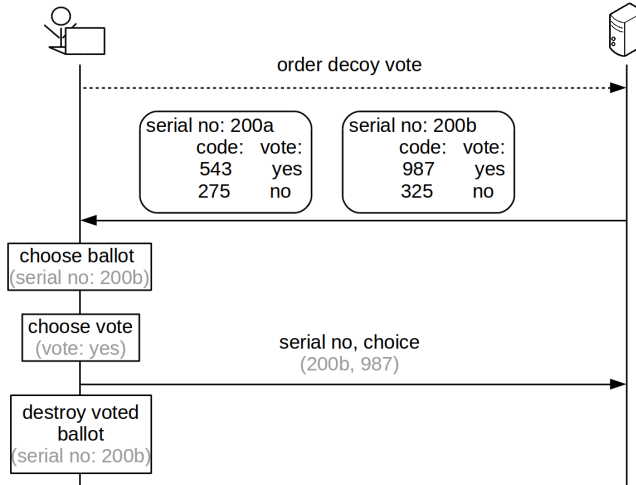 order decoy vote
serial no: 200a
code: vote:
543 yes
275 no
serial no: 200b
code: vote:
987 yes
325 no
choose ballot
(serial no: 200b)
choose vote
(vote: yes)
serial no, choice
(200b, 987)
destroy voted
ballot
(serial no: 200b)